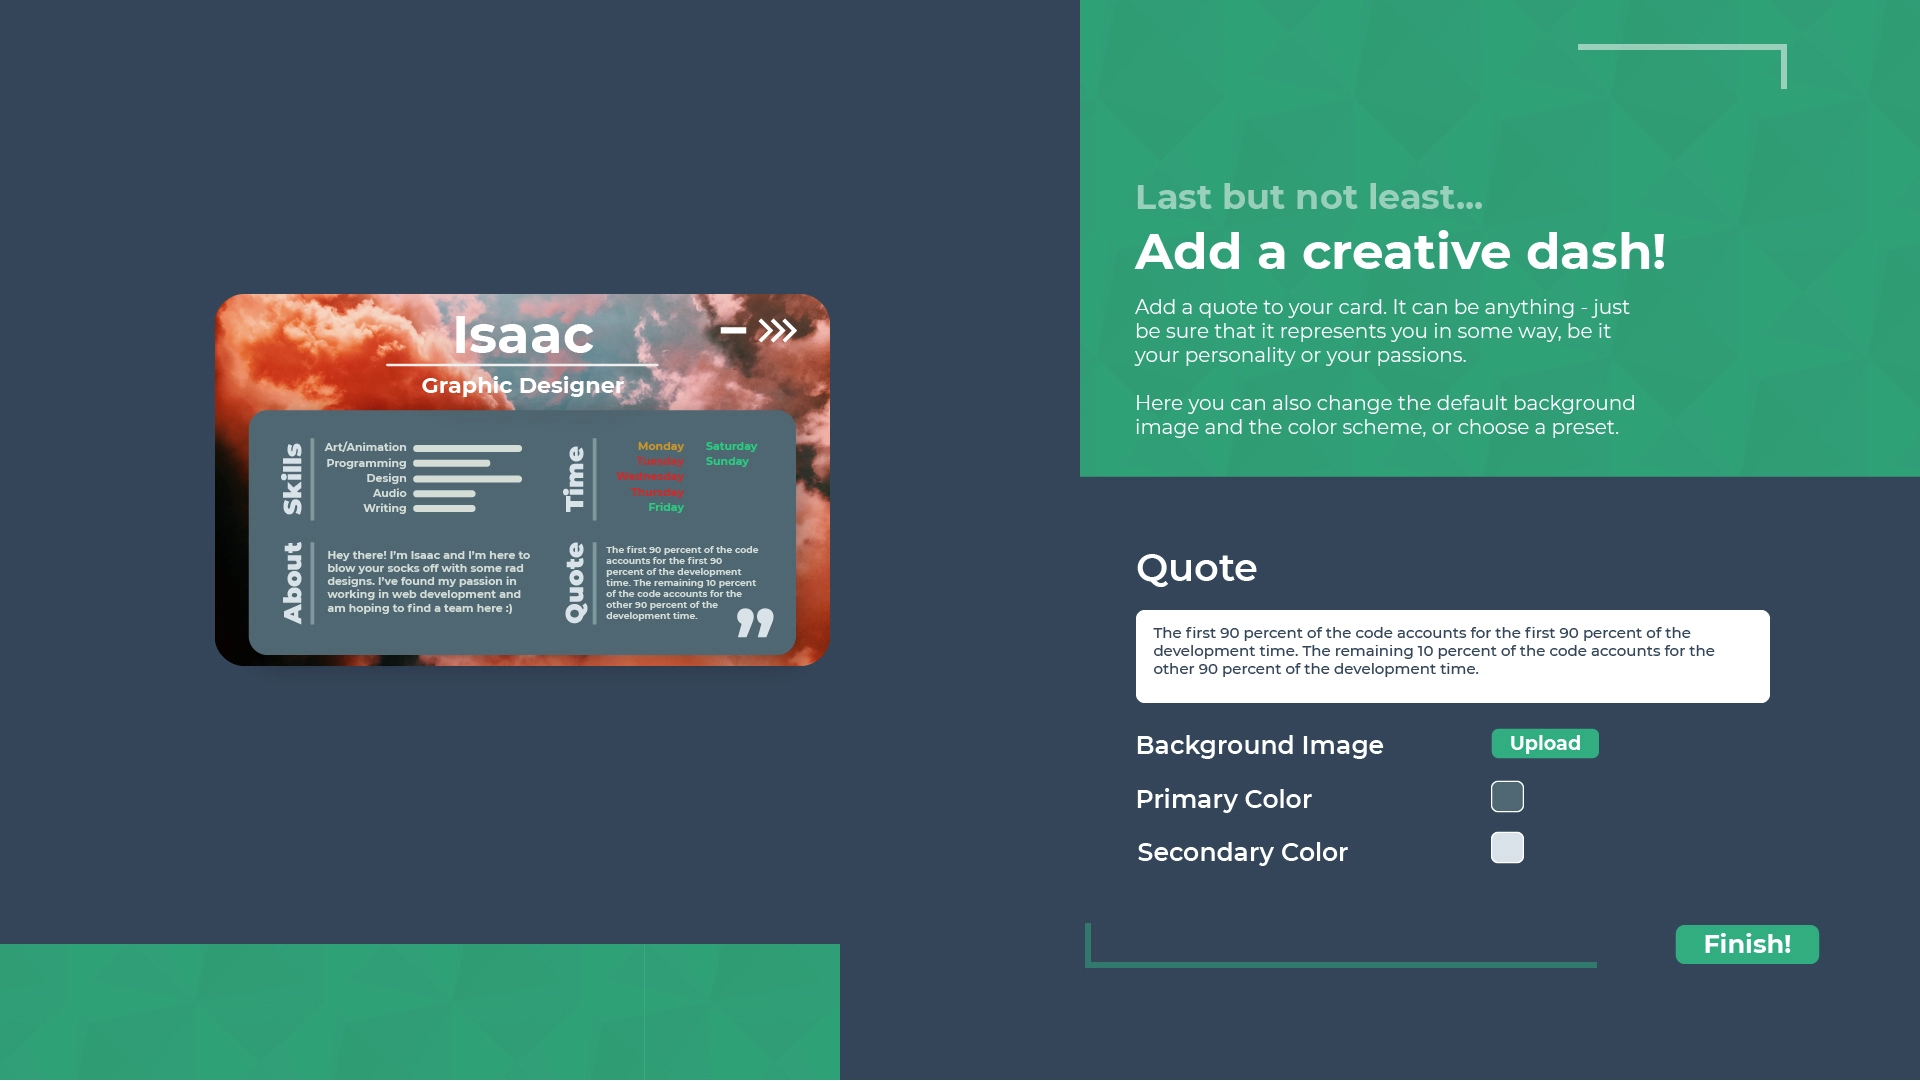 Isaac
Graphic Designer
Skills
Art/Animation
Programming
Design
Audio
Writing
Time
Monday
Tuesday
Wednesday
Thursday
Friday
Saturday
Sunday
About
Hey there! I'm Isaac and I'm here to
blow your socks off with some rad
designs. I've found my passion in
working in web development and
am hoping to find a team here :)
Quote
The first 90 percent of the code
accounts for the first 90
percent of the development
time. The remaining 10 percent
of the code accounts for the
other 90 percent of the
development time.
Last but not least...
Add a creative dash!
Add a quote to your card. It can be anything - just
be sure that it represents you in some way, be it
your personality or your passions.
Here you can also change the default background
image and the color scheme, or choose a preset.
Quote
The first 90 percent of the code accounts for the first 90 percent of the
development time. The remaining 10 percent of the code accounts for the
other 90 percent of the development time.
Background Image
Upload
Primary Color
Secondary Color
Finish!